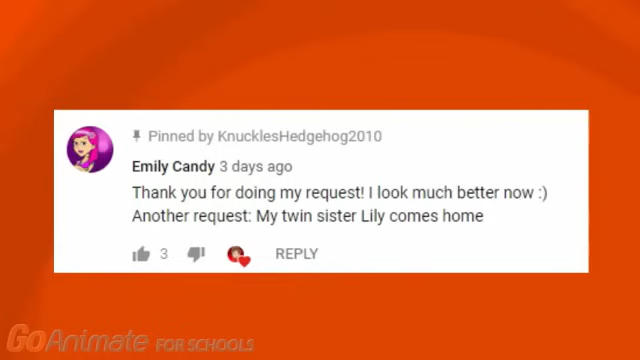 Pinned by KnucklesHedgehog2010
Emily Candy 3 days ago
Thank you for doing my request! I look much better now :)
Another request: My twin sister Lily comes home
3 REPLY
GoAnimate FOR SCHOOLS